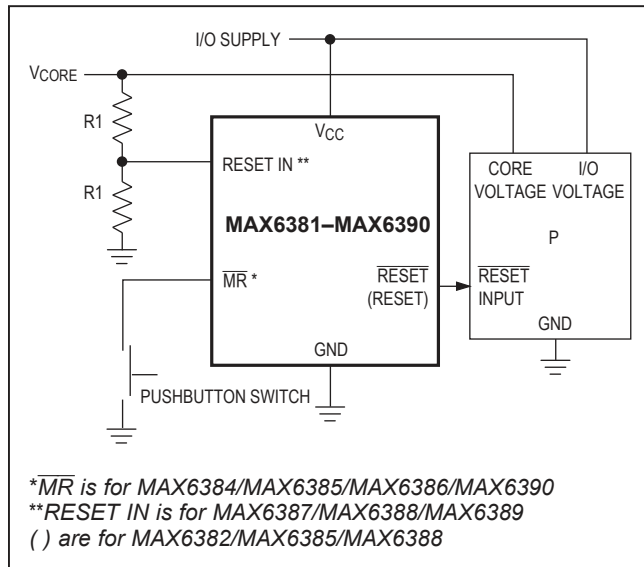 I/O SUPPLY
VCORE
R1
VCC
RESET IN **
CORE VOLTAGE
I/O VOLTAGE
R1
MAX6381–MAX6390
P
MR *
RESET
(RESET)
RESET INPUT
GND
GND
PUSHBUTTON SWITCH
*MR is for MAX6384/MAX6385/MAX6386/MAX6390
**RESET IN is for MAX6387/MAX6388/MAX6389
( ) are for MAX6382/MAX6385/MAX6388